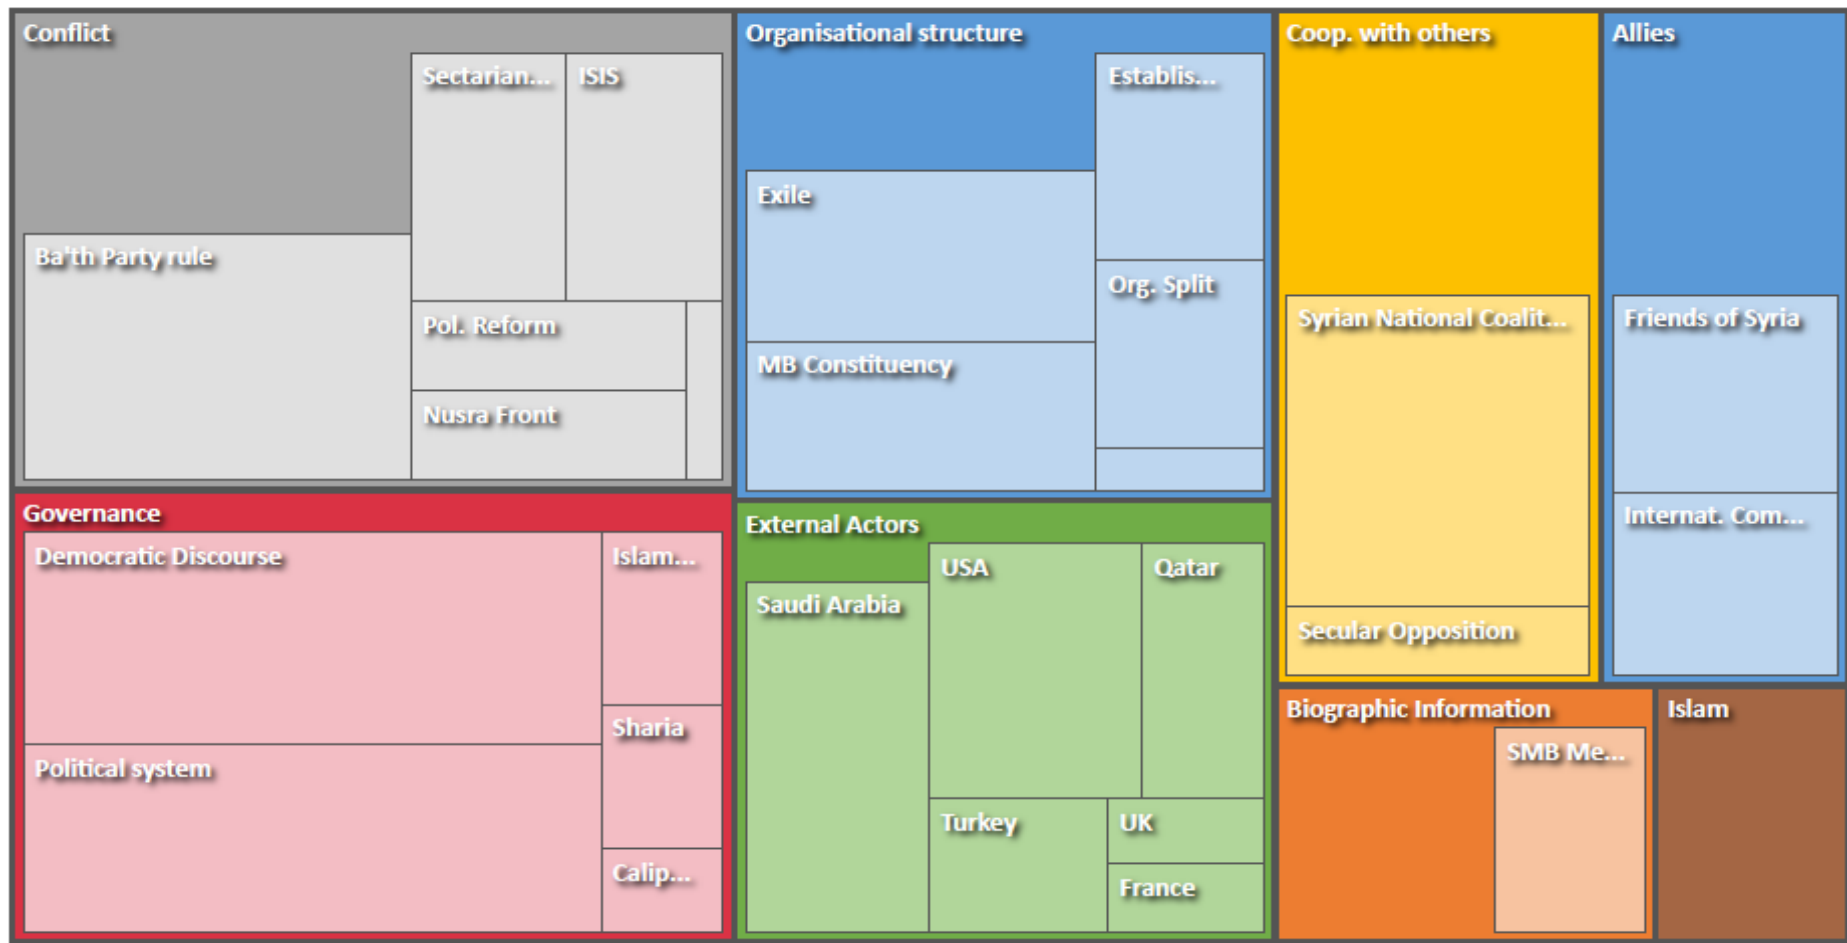 Conflict
Sectarian...
ISIS
Ba'th Party rule
Pol. Reform
Nusra Front
Organisational structure
Establis...
Exile
Org. Split
MB Constituency
Coop. with others
Syrian National Coalit...
Secular Opposition
Allies
Friends of Syria
Internat. Com...
Governance
Democratic Discourse
Islam...
Sharia
Political system
Calip...
External Actors
USA
Qatar
Saudi Arabia
Turkey
UK
France
Biographic Information
SMB Me...
Islam